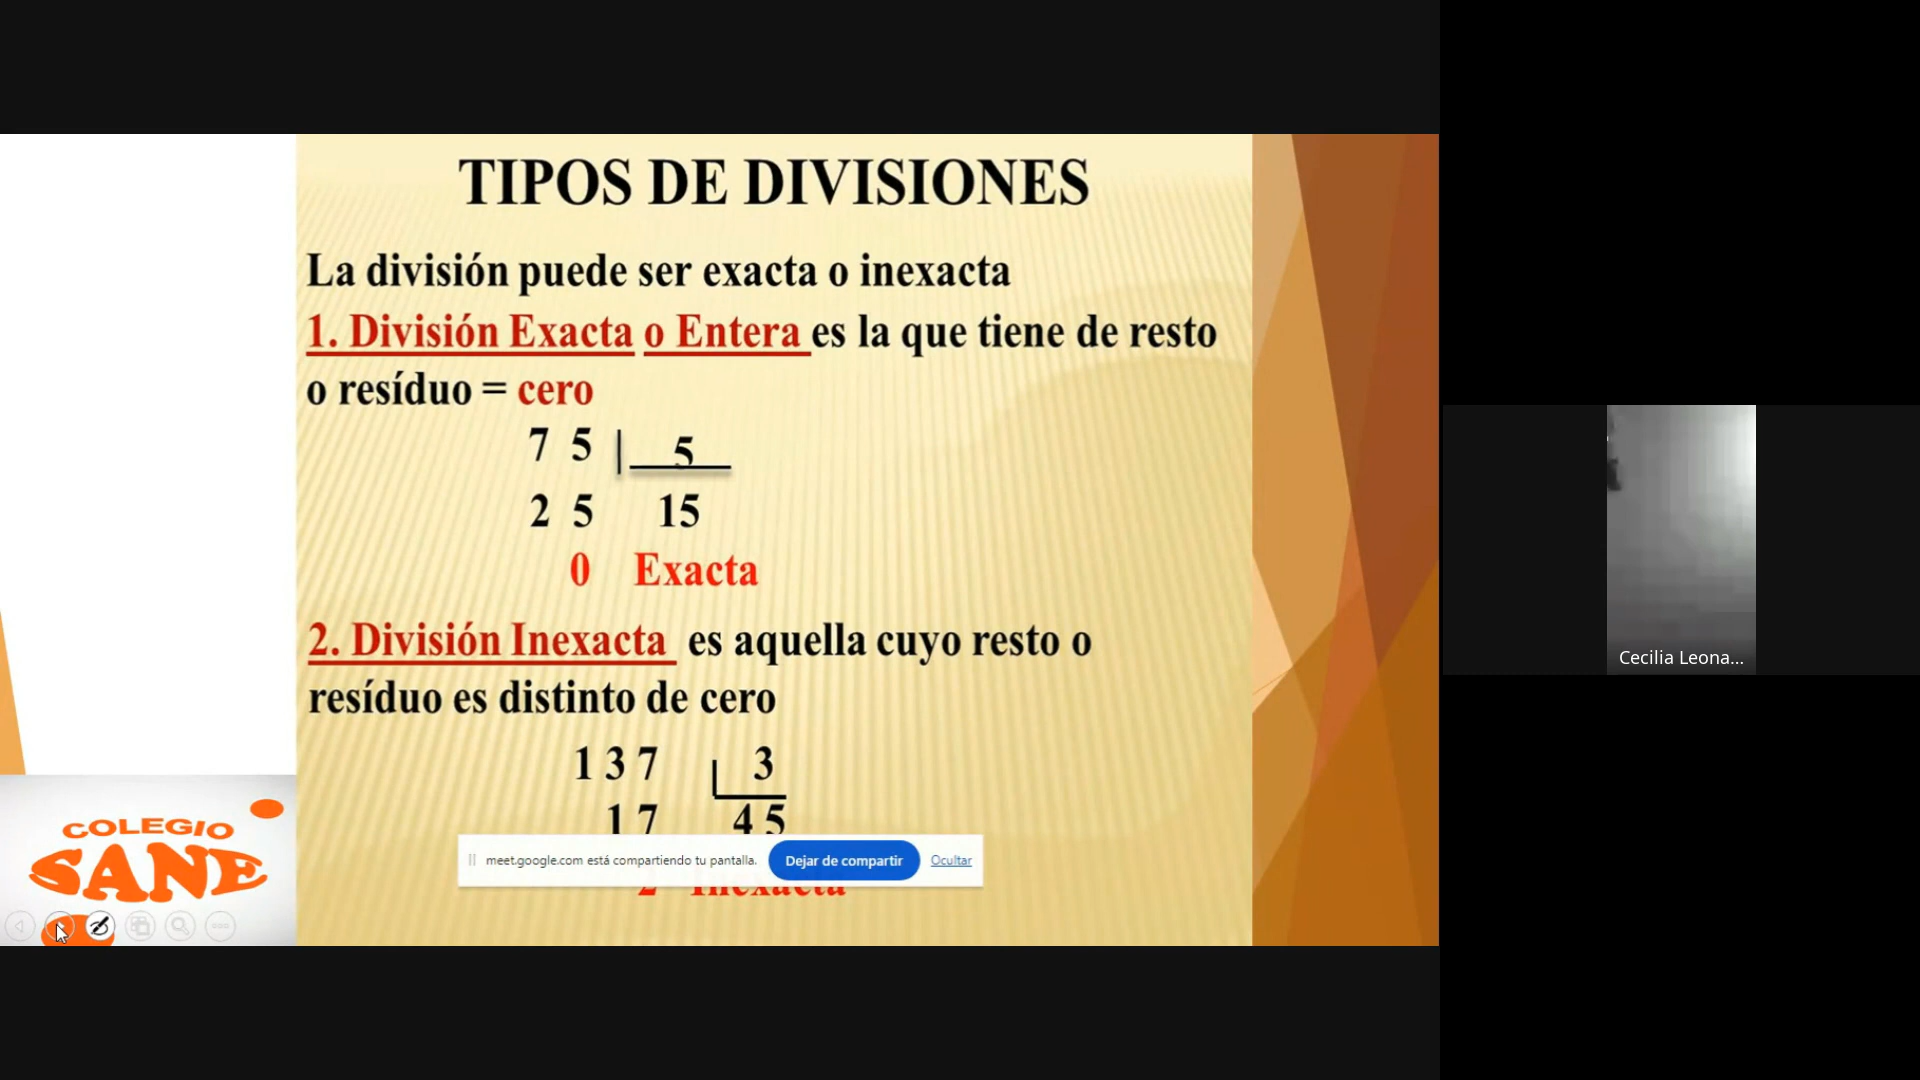 TIPOS DE DIVISIONES
La división puede ser exacta o inexacta
1. División Exacta o Entera es la que tiene de resto
o resíduo = cero
7 5 | 5
2 5 15
0 Exacta
2. División Inexacta es aquella cuyo resto o
resíduo es distinto de cero
1 3 7 3
1 7 4 5
2 Inexacta
meet.google.com está compartiendo tu pantalla. Dejar de compartir Ocultar
COLEGIO
SANE
Cecilia Leona...